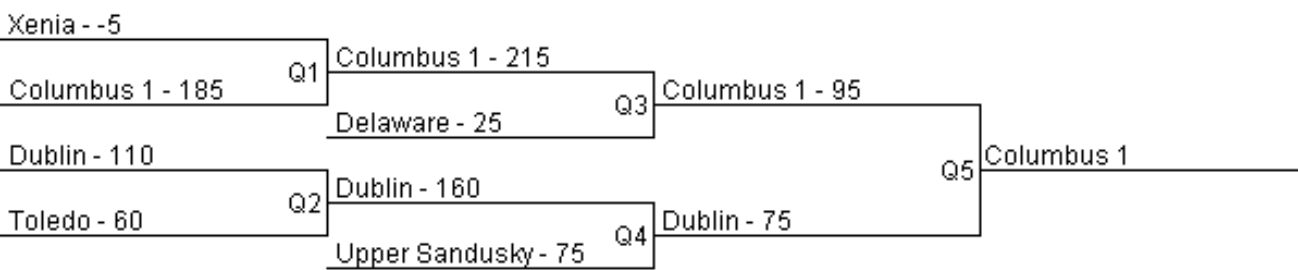 Xenia - -5
Columbus 1 - 215
Q1
Columbus 1 - 185
Columbus 1 - 95
Q3
Delaware - 25
Dublin - 110
Columbus 1
Q5
Dublin - 160
Q2
Toledo - 60
Dublin - 75
Q4
Upper Sandusky - 75